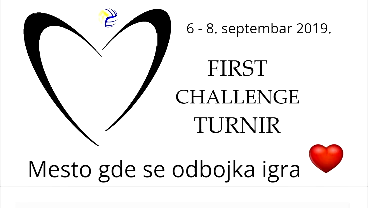 6 - 8. septembar 2019.
FIRST
CHALLENGE
TURNIR
Mesto gde se odbojka igra